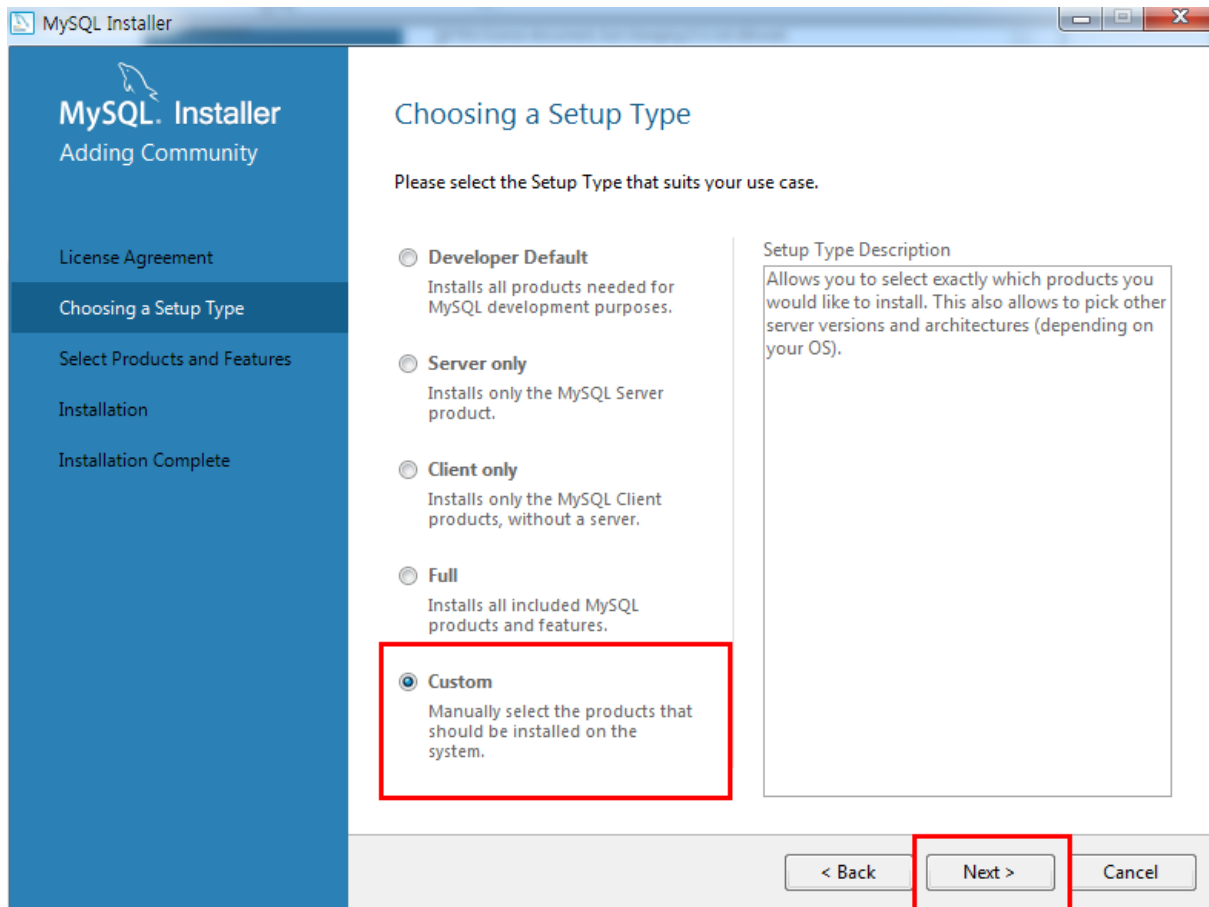 MySQL Installer
MySQL. Installer
Adding Community
License Agreement
Choosing a Setup Type
Select Products and Features
Installation
Installation Complete
Choosing a Setup Type
Please select the Setup Type that suits your use case.
Developer Default
Installs all products needed for
MySQL development purposes.
Server only
Installs only the MySQL Server
product.
Client only
Installs only the MySQL Client
products, without a server.
Full
Installs all included MySQL
products and features.
Custom
Manually select the products that
should be installed on the
system.
Setup Type Description
Allows you to select exactly which products you
would like to install. This also allows to pick other
server versions and architectures (depending on
your OS).
< Back
Next >
Cancel